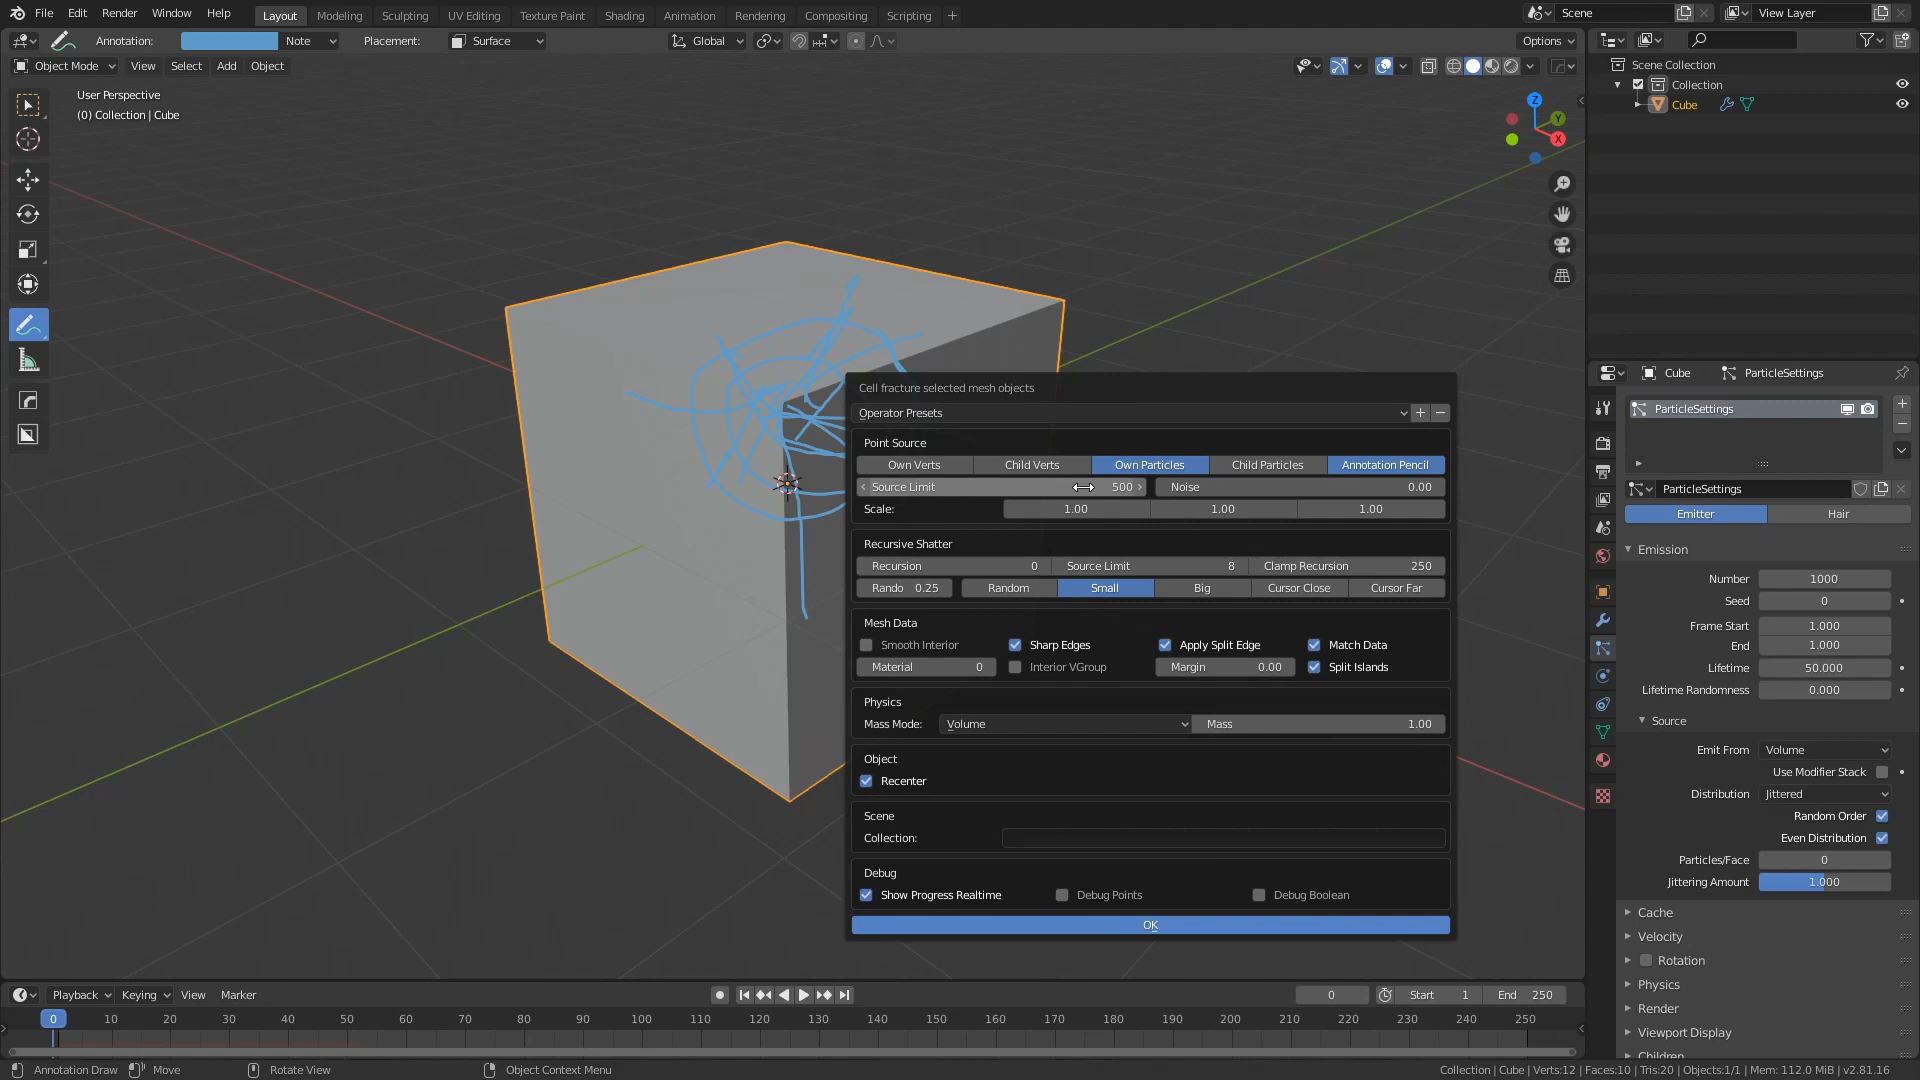 File Edit Render Window Help Layout Modeling Sculpting UV Editing Texture Paint Shading Animation Rendering Compositing Scripting + Scene View Layer
Annotation: Note Placement: Surface Global Options
Object Mode View Select Add Object
User Perspective
(0) Collection | Cube
Z
Y
X
Scene Collection
Collection
Cube
Cell fracture selected mesh objects
Operator Presets
Point Source
Own Verts Child Verts Own Particles Child Particles Annotation Pencil
Source Limit 500 Noise 0.00
Scale: 1.00 1.00 1.00
Recursive Shatter
Recursion 0 Source Limit 8 Clamp Recursion 250
Rando 0.25 Random Small Big Cursor Close Cursor Far
Mesh Data
Smooth Interior Sharp Edges Apply Split Edge Match Data
Material 0 Interior VGroup Margin 0.00 Split Islands
Physics
Mass Mode: Volume Mass 1.00
Object
Recenter
Scene
Collection:
Debug
Show Progress Realtime Debug Points Debug Boolean
OK
Cube ParticleSettings
ParticleSettings
ParticleSettings
Emitter Hair
Emission
Number 1000
Seed 0
Frame Start 1.000
End 1.000
Lifetime 50.000
Lifetime Randomness 0.000
Source
Emit From Volume
Use Modifier Stack
Distribution Jittered
Random Order
Even Distribution
Particles/Face 0
Jittering Amount 1.000
Cache
Velocity
Rotation
Physics
Render
Viewport Display
Children
Playback Keying View Marker 0 Start 1 End 250
0 10 20 30 40 50 60 70 80 90 100 110 120 130 140 150 160 170 180 190 200 210 220 230 240 250
Annotation Draw Move Rotate View Object Context Menu Collection | Cube | Verts:12 | Faces:10 | Tris:20 | Objects:1/1 | Mem: 112.0 MiB | v2.81.16